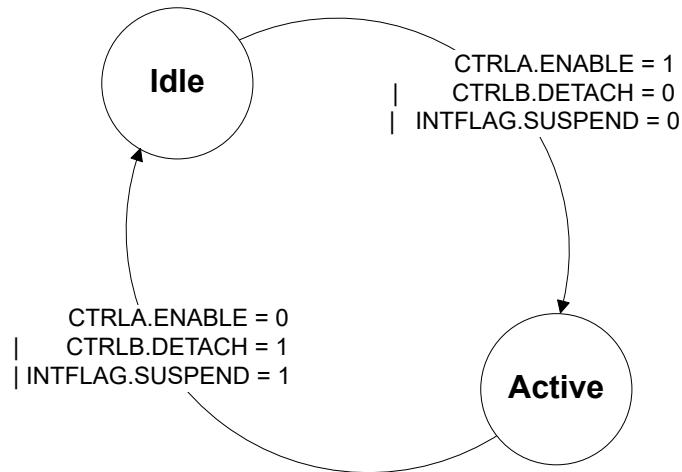 Idle
CTRLA.ENABLE = 1
| CTRLB.DETACH = 0
| INTFLAG.SUSPEND = 0
CTRLA.ENABLE = 0
| CTRLB.DETACH = 1
| INTFLAG.SUSPEND = 1
Active